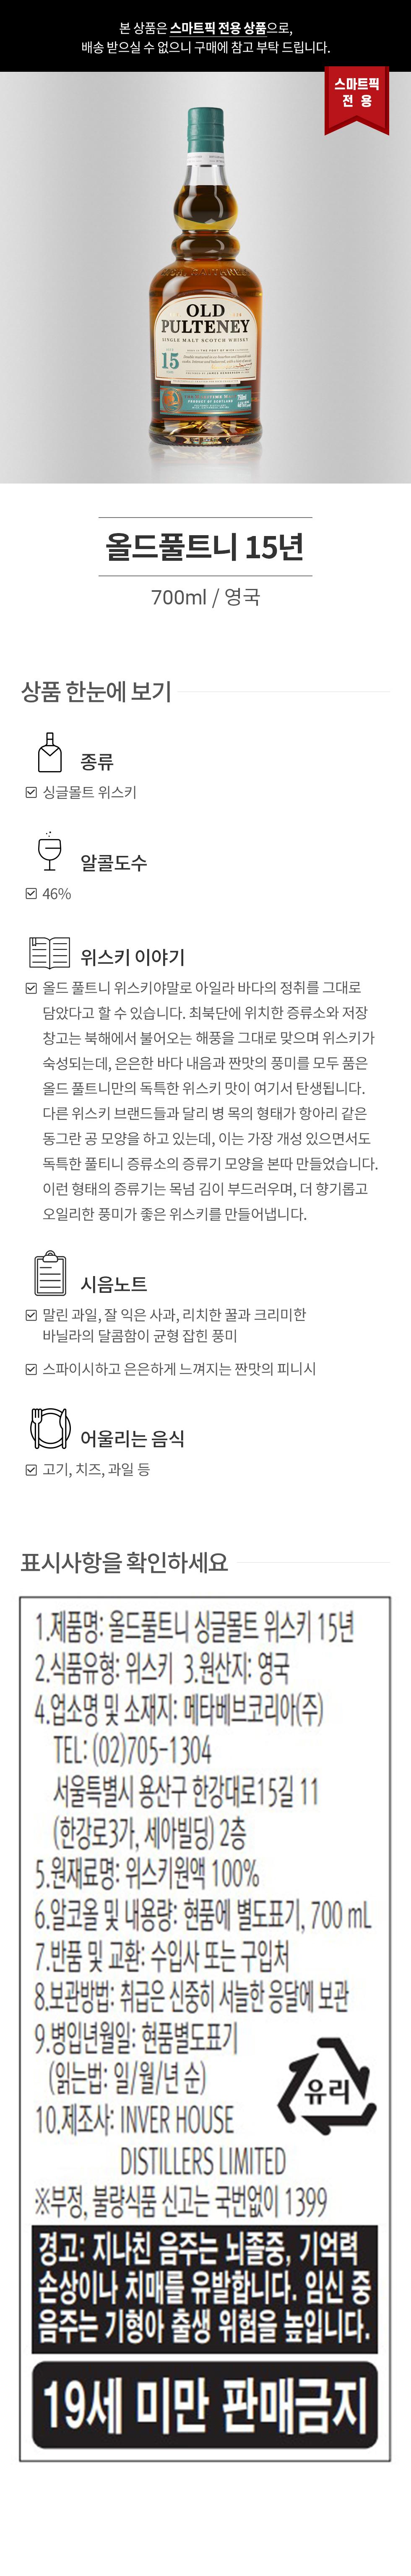 본 상품은 스마트픽 전용 상품으로,
배송 받으실 수 없으니 구매에 참고 부탁 드립니다.
스마트픽
전 용
OLD
PULTENEY
SINGLE MALT SCOTCH WHISKY
15
올드풀트니 15년
700ml / 영국
상품 한눈에 보기
종류
싱글몰트 위스키
알콜도수
46%
위스키 이야기
올드 풀트니 위스키야말로 아일라 바다의 정취를 그대로
담았다고 할 수 있습니다. 최북단에 위치한 증류소와 저장
창고는 북해에서 불어오는 해풍을 그대로 맞으며 위스키가
숙성되는데, 은은한 바다 내음과 짠맛의 풍미를 모두 품은
올드 풀트니만의 독특한 위스키 맛이 여기서 탄생됩니다.
다른 위스키 브랜드들과 달리 병 목의 형태가 항아리 같은
동그란 공 모양을 하고 있는데, 이는 가장 개성 있으면서도
독특한 풀티니 증류소의 증류기 모양을 본따 만들었습니다.
이런 형태의 증류기는 목넘 김이 부드러우며, 더 향기롭고
오일리한 풍미가 좋은 위스키를 만들어냅니다.
시음노트
말린 과일, 잘 익은 사과, 리치한 꿀과 크리미한
바닐라의 달콤함이 균형 잡힌 풍미
스파이시하고 은은하게 느껴지는 짠맛의 피니시
어울리는 음식
고기, 치즈, 과일 등
표시사항을 확인하세요
1.제품명: 올드풀트니 싱글몰트 위스키 15년
2.식품유형: 위스키 3.원산지: 영국
4.업소명 및 소재지: 메타베브코리아(주)
TEL: (02)705-1304
서울특별시 용산구 한강대로15길 11
(한강로3가, 세아빌딩) 2층
5.원재료명: 위스키원액 100%
6.알코올 및 내용량: 현품에 별도표기, 700 mL
7.반품 및 교환: 수입사 또는 구입처
8.보관방법: 취급은 신중히 서늘한 응달에 보관
9.병입년월일: 현품별도표기
(읽는법: 일/월/년 순)
유리
10.제조사: INVER HOUSE
DISTILLERS LIMITED
※부정, 불량식품 신고는 국번없이 1399
경고: 지나친 음주는 뇌졸중, 기억력
손상이나 치매를 유발합니다. 임신 중
음주는 기형아 출생 위험을 높입니다.
19세 미만 판매금지